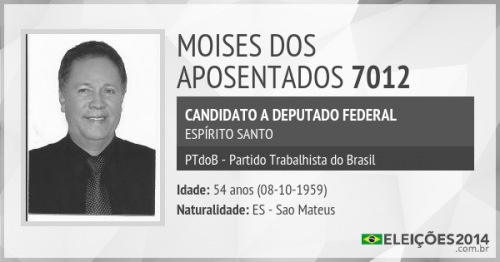 MOISES DOS
APOSENTADOS 7012
CANDIDATO A DEPUTADO FEDERAL
ESPÍRITO SANTO
PTdoB - Partido Trabalhista do Brasil
Idade: 54 anos (08-10-1959)
Naturalidade: ES - Sao Mateus
ELEIÇÕES2014
.com.br